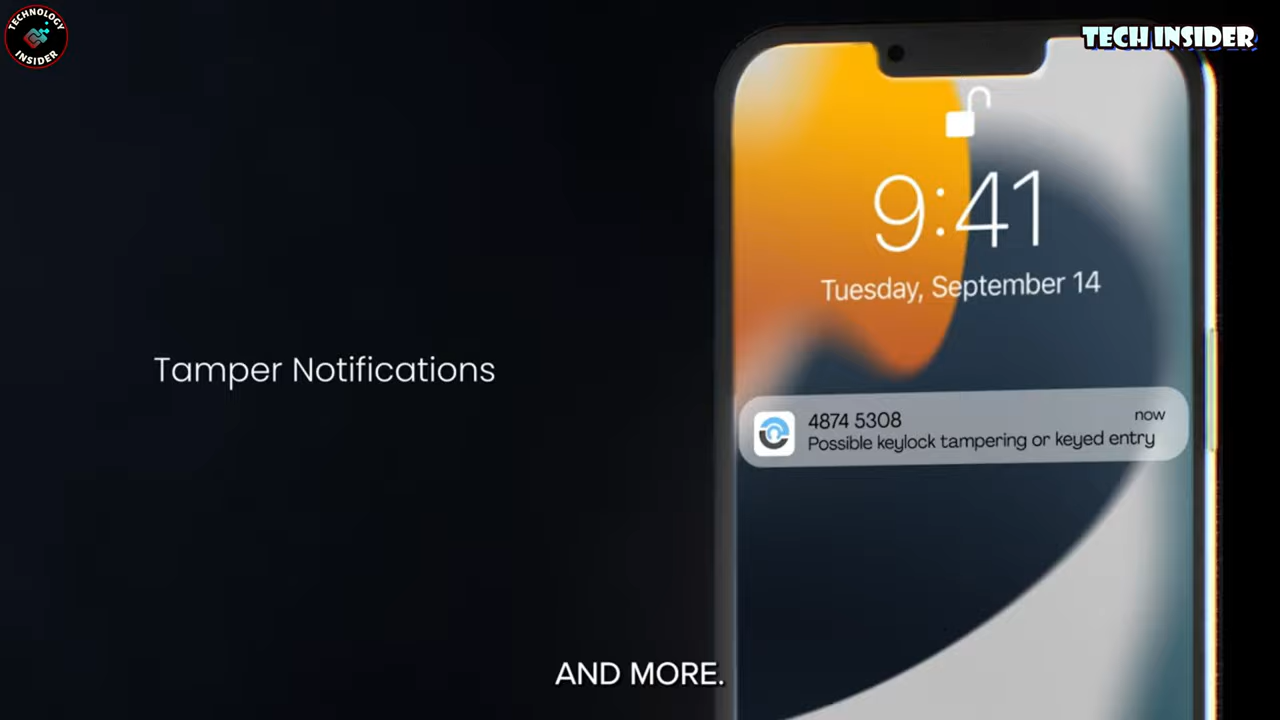 TECHNOLOGY
INSIDER
TECH INSIDER
9:41
Tuesday, September 14
Tamper Notifications
4874 5308
now
Possible keylock tampering or keyed entry
AND MORE.